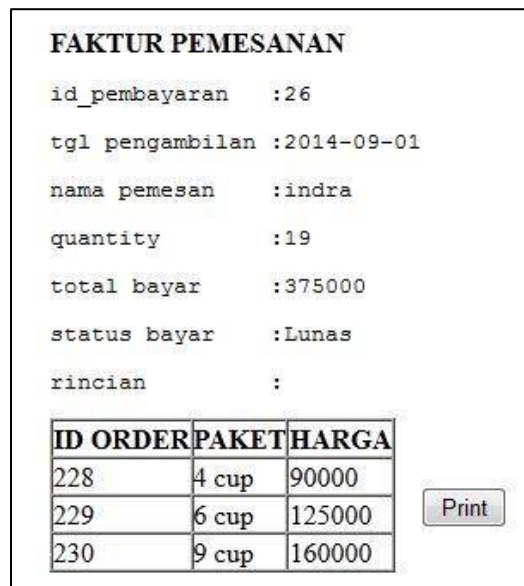 FAKTUR PEMESANAN
id_pembayaran :26
tgl pengambilan :2014-09-01
nama pemesan :indra
quantity :19
total bayar :375000
status bayar :Lunas
rincian :
ID ORDER PAKET HARGA
228 4 cup 90000
229 6 cup 125000
230 9 cup 160000
Print